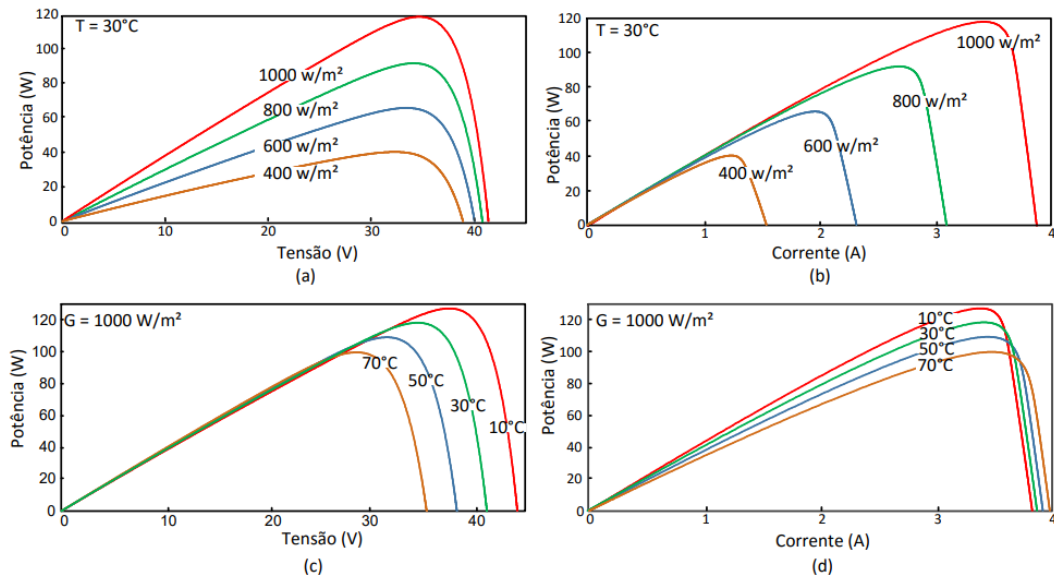 120
T = 30°C
100
1000 w/m²
80
800 w/m²
60
600 w/m²
40
400 w/m²
20
0
Potência (W)
0 10 20 30 40
Tensão (V)
(a)
120
T = 30°C
100
1000 w/m²
80
800 w/m²
60
600 w/m²
40
400 w/m²
20
0
Potência (W)
0 1 2 3 4
Corrente (A)
(b)
G = 1000 W/m²
120
100
80
60
40
20
0
70°C
50°C
30°C
10°C
Potência (W)
0 10 20 30 40
Tensão (V)
(c)
G = 1000 W/m²
120
100
80
60
40
20
0
10°C
30°C
50°C
70°C
Potência (W)
0 1 2 3 4
Corrente (A)
(d)